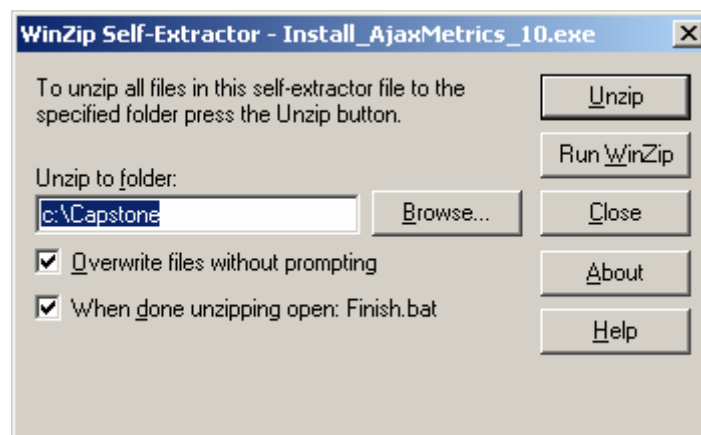 WinZip Self-Extractor - Install_AjaxMetrics_10.exe
To unzip all files in this self-extractor file to the
specified folder press the Unzip button.
Unzip
Run WinZip
Unzip to folder:
c:\Capstone
Browse...
Close
Overwrite files without prompting
About
When done unzipping open: Finish.bat
Help